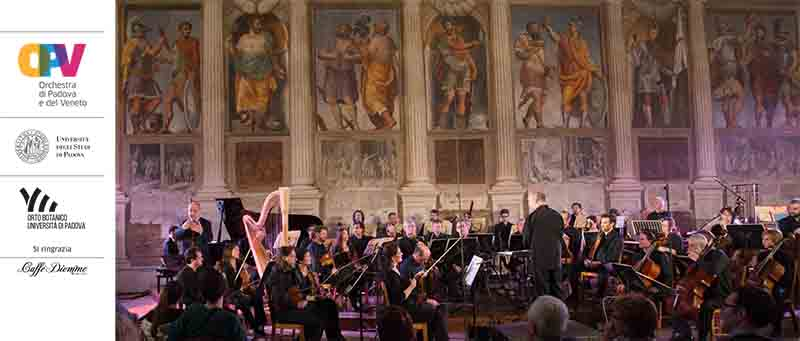 OPV
Orchestra
di Padova
e del Veneto
UNIVERSITÀ
DEGLI STUDI
DI PADOVA
ORTO BOTANICO
UNIVERSITÀ DI PADOVA
Si ringrazia
Caffè Diemme